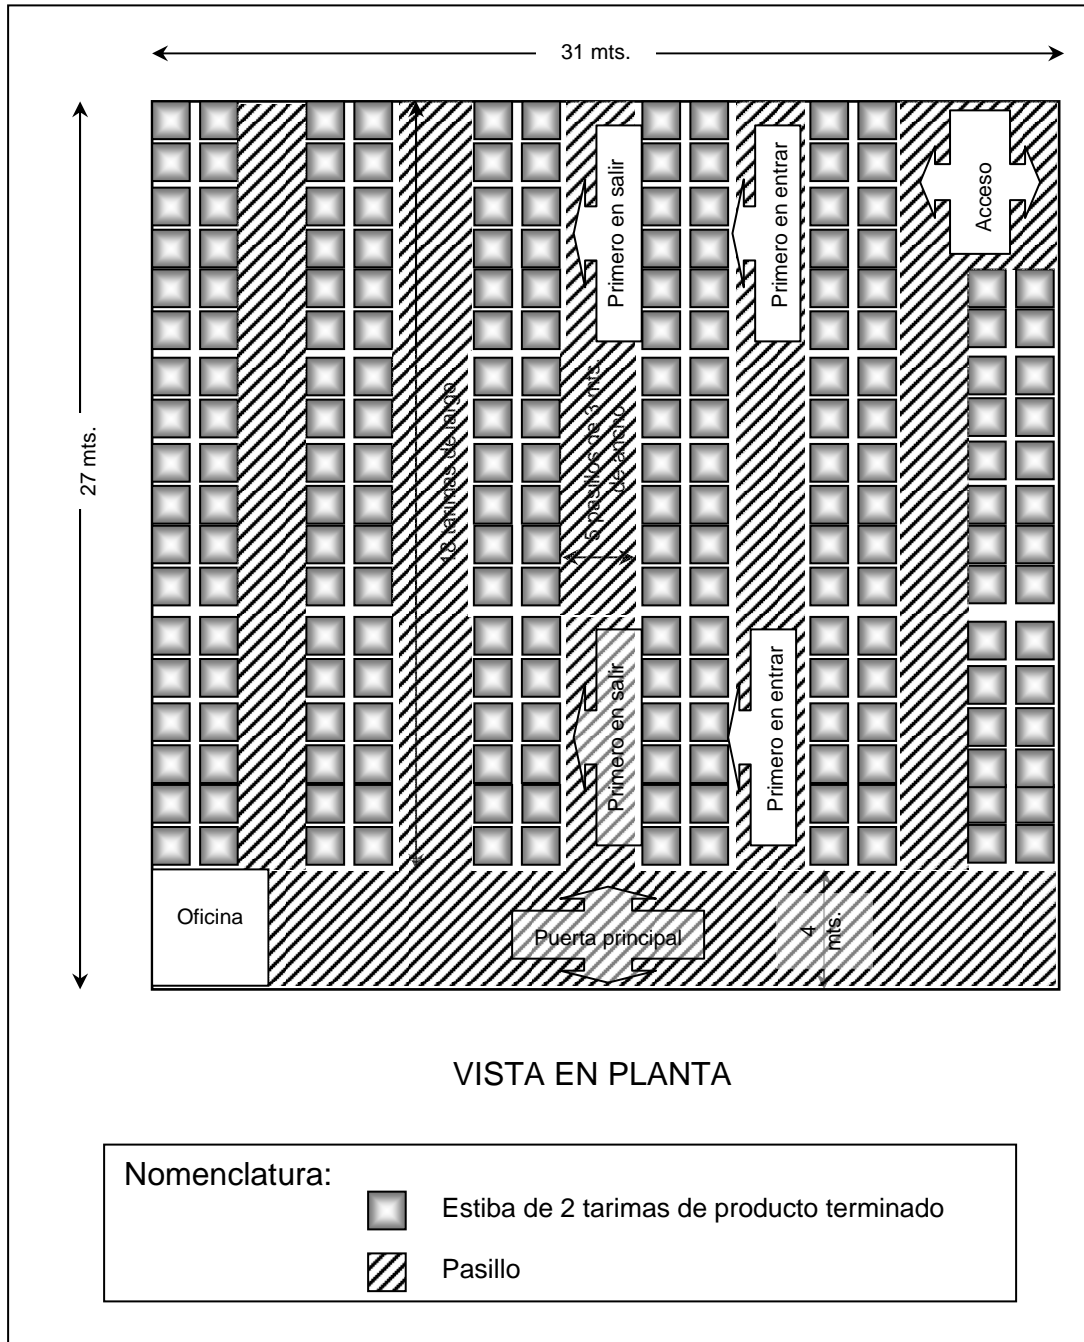 31 mts.
27 mts.
Primero en salir
Primero en entrar
Acceso
18 tarimas de largo
5 pasillos de 3 mts.
de ancho
Primero en salir
Primero en entrar
Oficina
Puerta principal
4
mts.
VISTA EN PLANTA
Nomenclatura:
Estiba de 2 tarimas de producto terminado
Pasillo